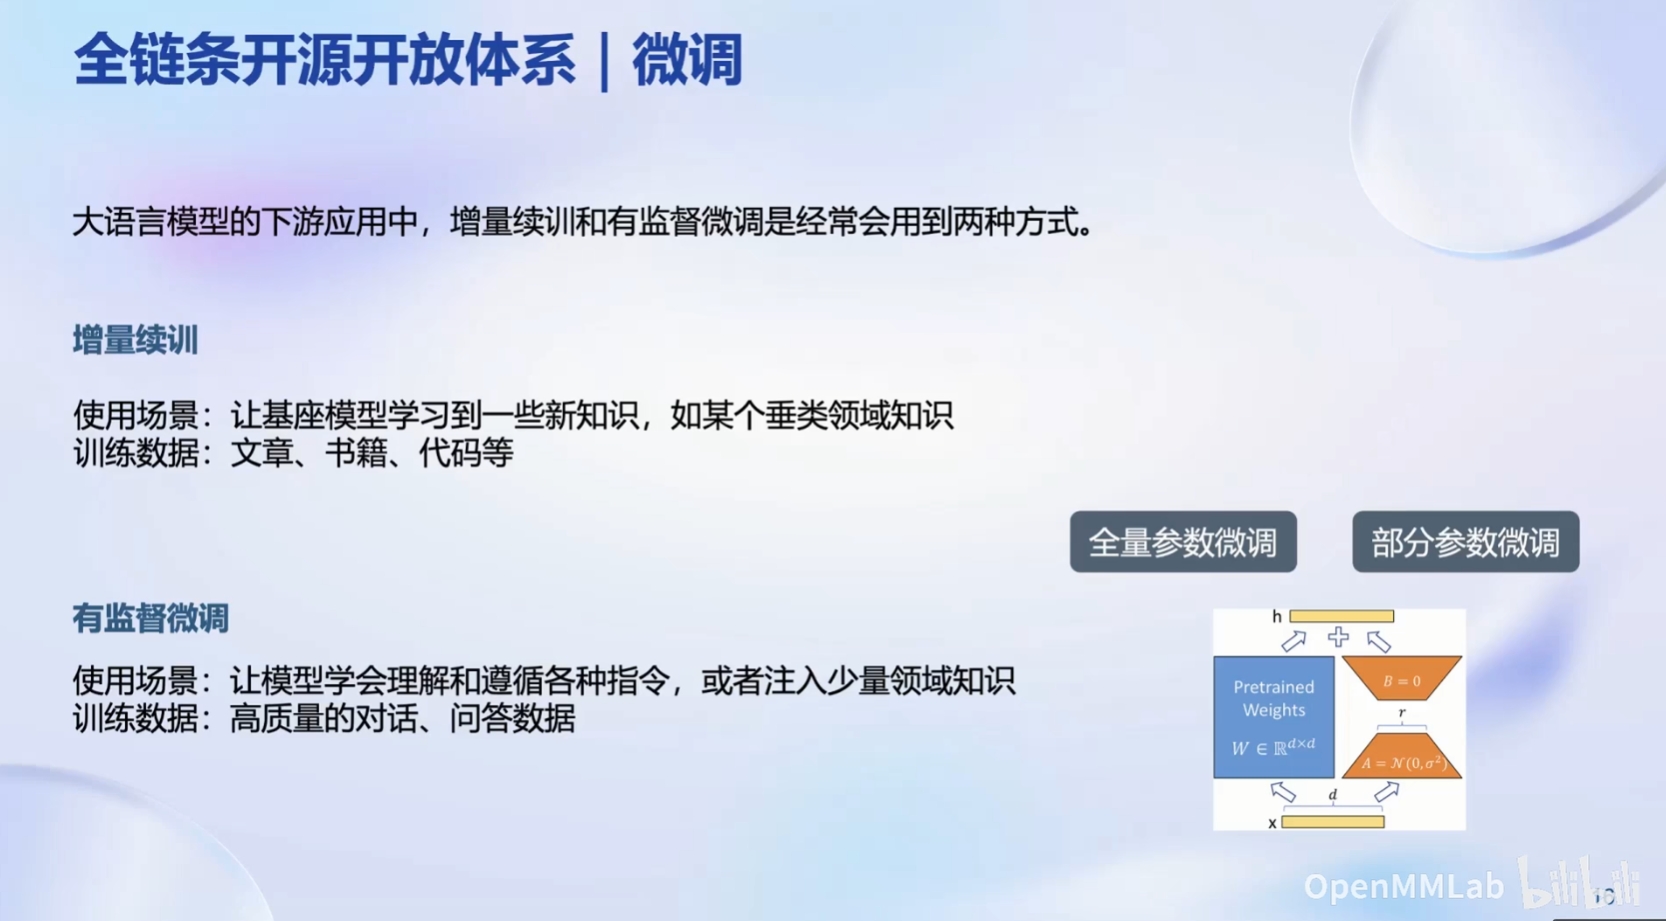 全链条开源开放体系 | 微调
大语言模型的下游应用中，增量续训和有监督微调是经常会用到两种方式。
增量续训
使用场景：让基座模型学习到一些新知识，如某个垂类领域知识
训练数据：文章、书籍、代码等
全量参数微调
部分参数微调
有监督微调
使用场景：让模型学会理解和遵循各种指令，或者注入少量领域知识
训练数据：高质量的对话、问答数据
h
Pretrained
Weights
W ∈ ℝ^{d×d}
B = 0
r
A = 𝒩(0, σ²)
d
x
OpenMMLab
bilibili